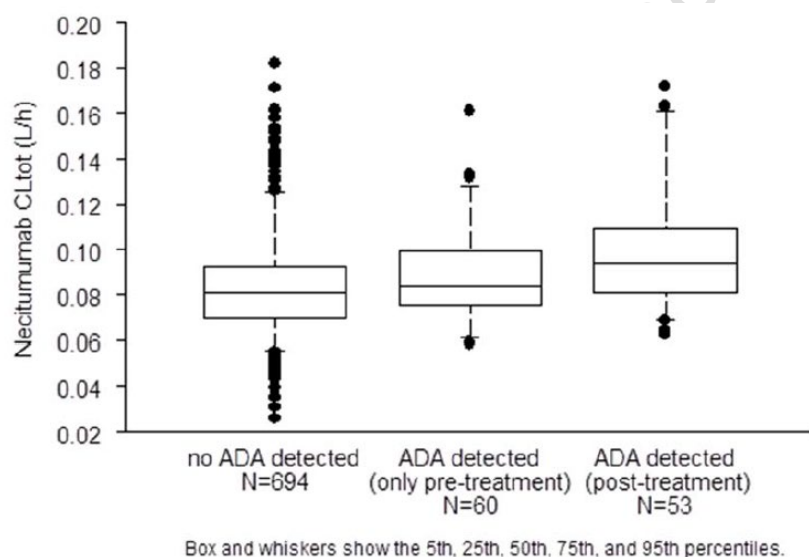 Necitumumab CLtot (L/h)
0.20
0.18
0.16
0.14
0.12
0.10
0.08
0.06
0.04
0.02
no ADA detected
N=694
ADA detected
(only pre-treatment)
N=60
ADA detected
(post-treatment)
N=53
Box and whiskers show the 5th, 25th, 50th, 75th, and 95th percentiles.